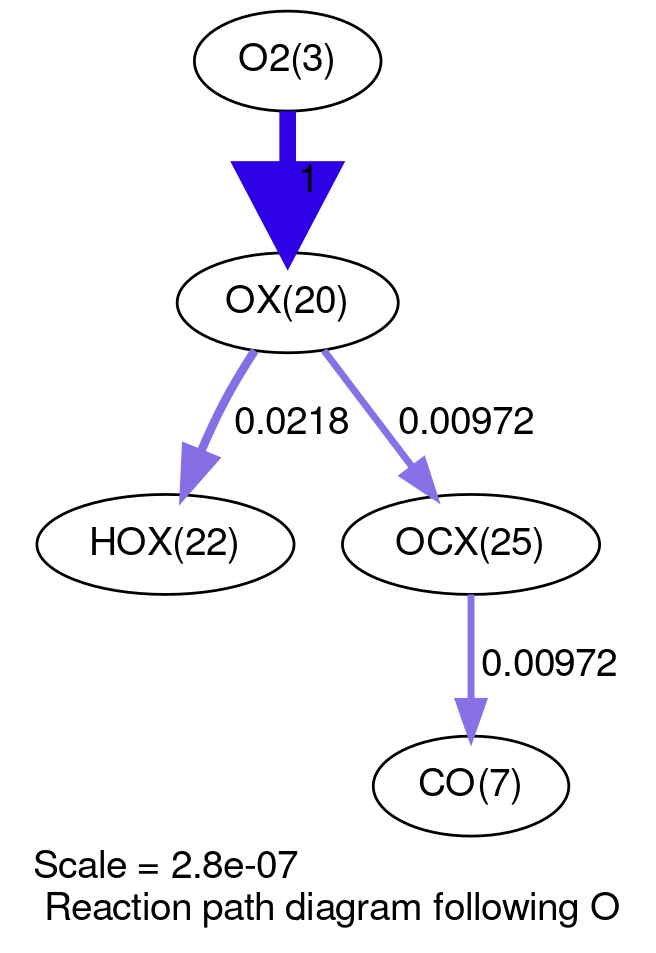 O2(3)
1
OX(20)
0.0218
0.00972
HOX(22)
OCX(25)
0.00972
CO(7)
Scale = 2.8e-07
Reaction path diagram following O